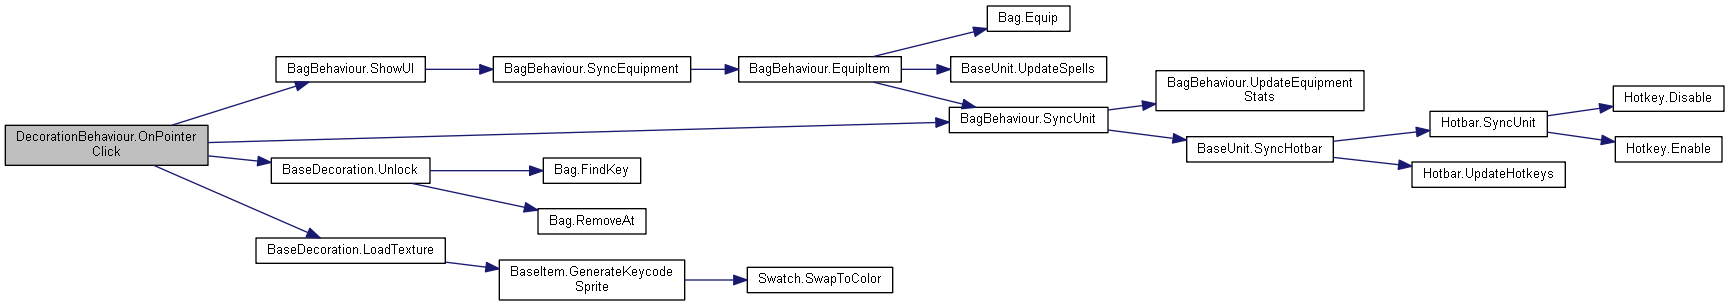 DecorationBehaviour.OnPointer
Click
BagBehaviour.ShowUI
BagBehaviour.SyncEquipment
BagBehaviour.EquipItem
Bag.Equip
BaseUnit.UpdateSpells
BagBehaviour.SyncUnit
BagBehaviour.UpdateEquipment
Stats
BaseUnit.SyncHotbar
Hotbar.SyncUnit
Hotkey.Disable
Hotkey.Enable
Hotbar.UpdateHotkeys
BaseDecoration.Unlock
Bag.FindKey
Bag.RemoveAt
BaseDecoration.LoadTexture
BaseItem.GenerateKeycode
Sprite
Swatch.SwapToColor